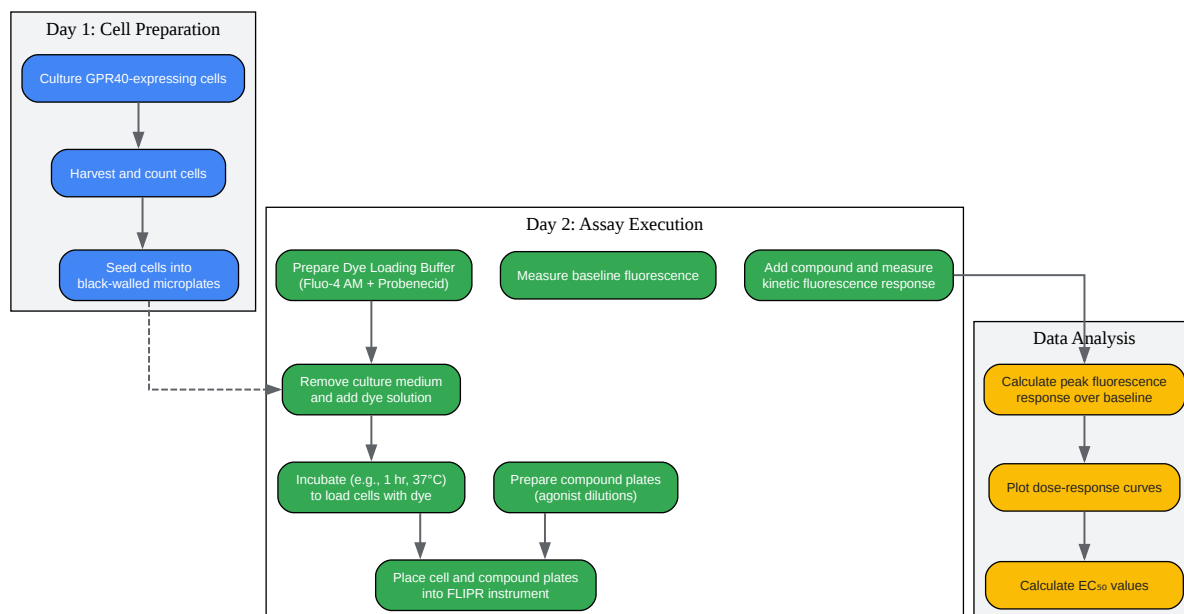 Day 1: Cell Preparation
Culture GPR40-expressing cells
Harvest and count cells
Seed cells into
black-walled microplates
Day 2: Assay Execution
Prepare Dye Loading Buffer
(Fluo-4 AM + Probenecid)
Measure baseline fluorescence
Add compound and measure
kinetic fluorescence response
Remove culture medium
and add dye solution
Incubate (e.g., 1 hr, 37°C)
to load cells with dye
Prepare compound plates
(agonist dilutions)
Place cell and compound plates
into FLIPR instrument
Data Analysis
Calculate peak fluorescence
response over baseline
Plot dose-response curves
Calculate EC₅₀ values